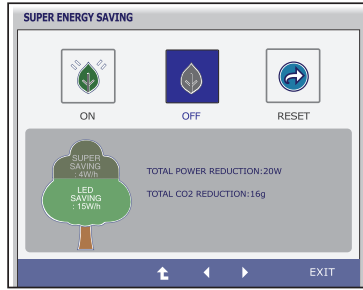 SUPER ENERGY SAVING
ON
OFF
RESET
SUPER
SAVING
: 4W/h
LED
SAVING
: 15W/h
TOTAL POWER REDUCTION:20W
TOTAL CO2 REDUCTION:16g
EXIT